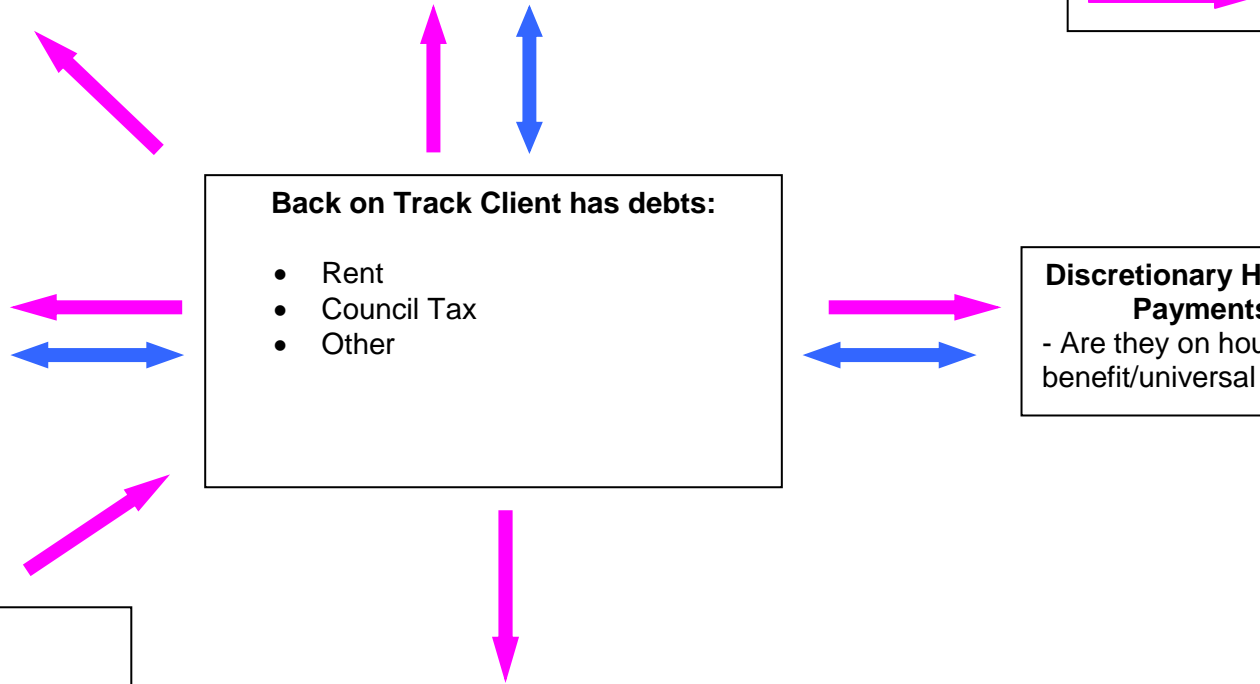 Back on Track Client has debts:
• Rent
• Council Tax
• Other
Discretionary H
Payments
- Are they on hou
benefit/universal